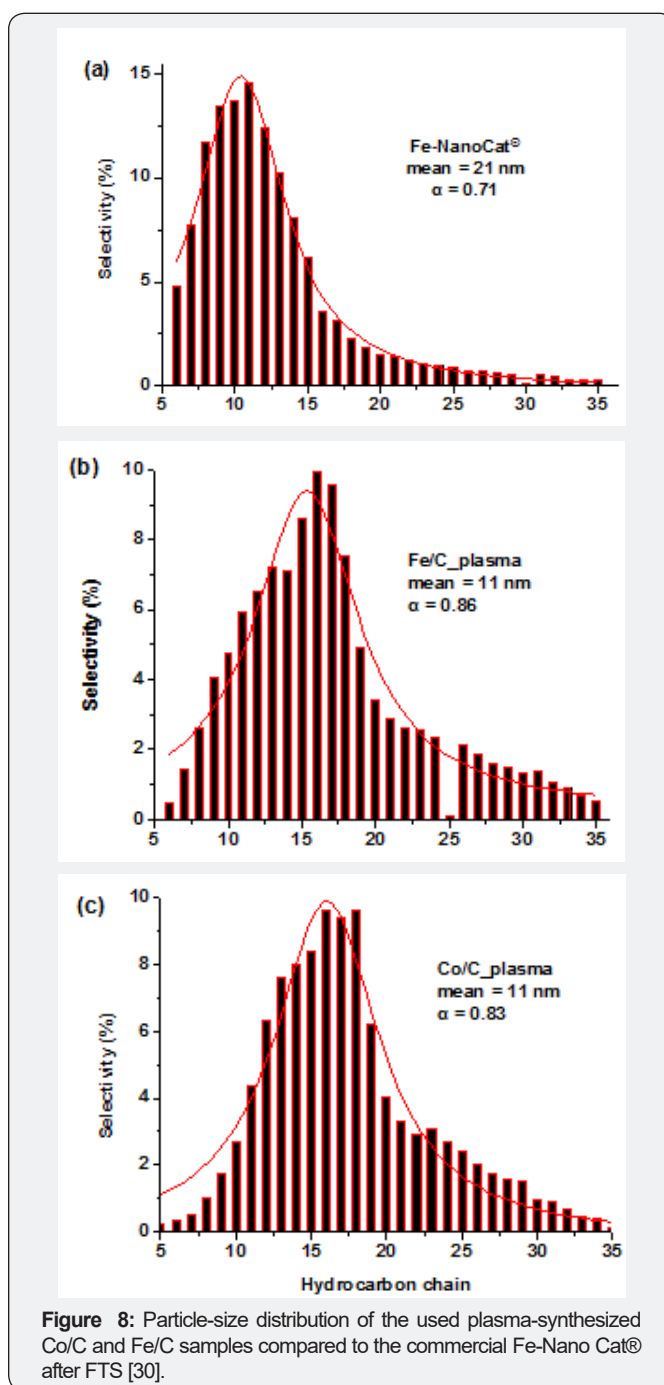 (a)
Fe-NanoCat®
mean = 21 nm
α = 0.71
Selectivity (%)
15
10
5
0
5 10 15 20 25 30 35
(b)
Fe/C_plasma
mean = 11 nm
α = 0.86
Selectivity (%)
10
8
6
4
2
0
5 10 15 20 25 30 35
(c)
Co/C_plasma
mean = 11 nm
α = 0.83
Selectivity (%)
10
8
6
4
2
0
5 10 15 20 25 30 35
Hydrocarbon chain
Figure 8: Particle-size distribution of the used plasma-synthesized
Co/C and Fe/C samples compared to the commercial Fe-Nano Cat®
after FTS [30].